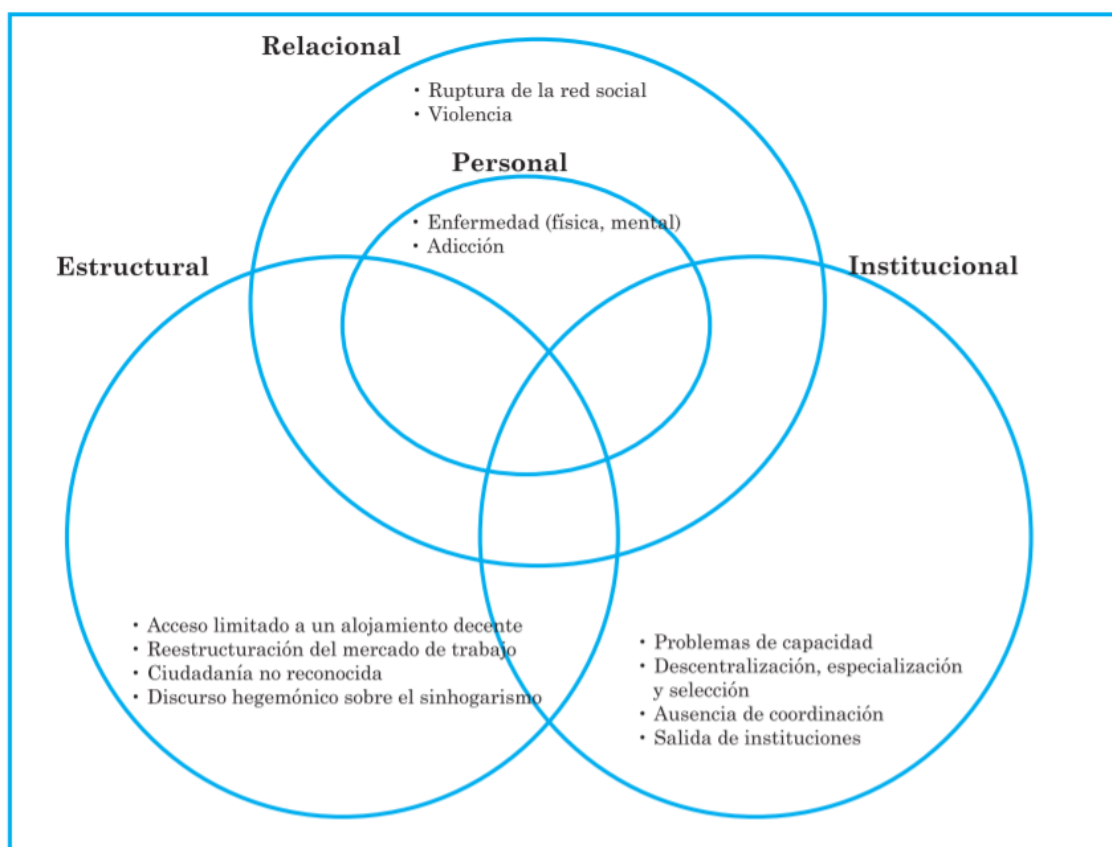 Relacional
• Ruptura de la red social
• Violencia
Personal
• Enfermedad (física, mental)
• Adicción
Estructural
Institucional
• Acceso limitado a un alojamiento decente
• Reestructuración del mercado de trabajo
• Ciudadanía no reconocida
• Discurso hegemónico sobre el sinhogarismo
• Problemas de capacidad
• Descentralización, especialización
y selección
• Ausencia de coordinación
• Salida de instituciones